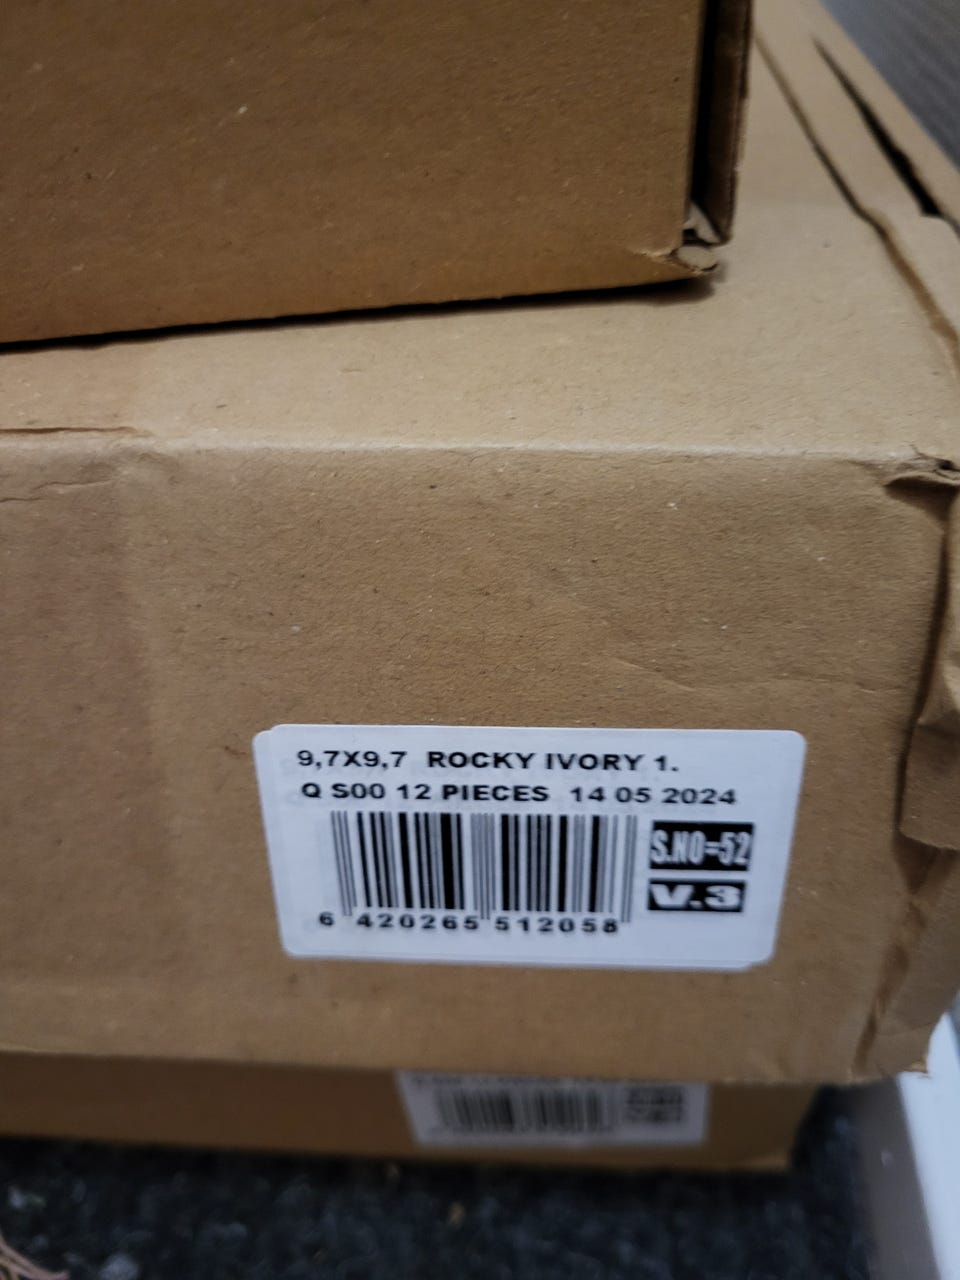 9,7X9,7 ROCKY IVORY 1.
Q S00 12 PIECES 14 05 2024
S.NO=52
V.3
6 420265 512058